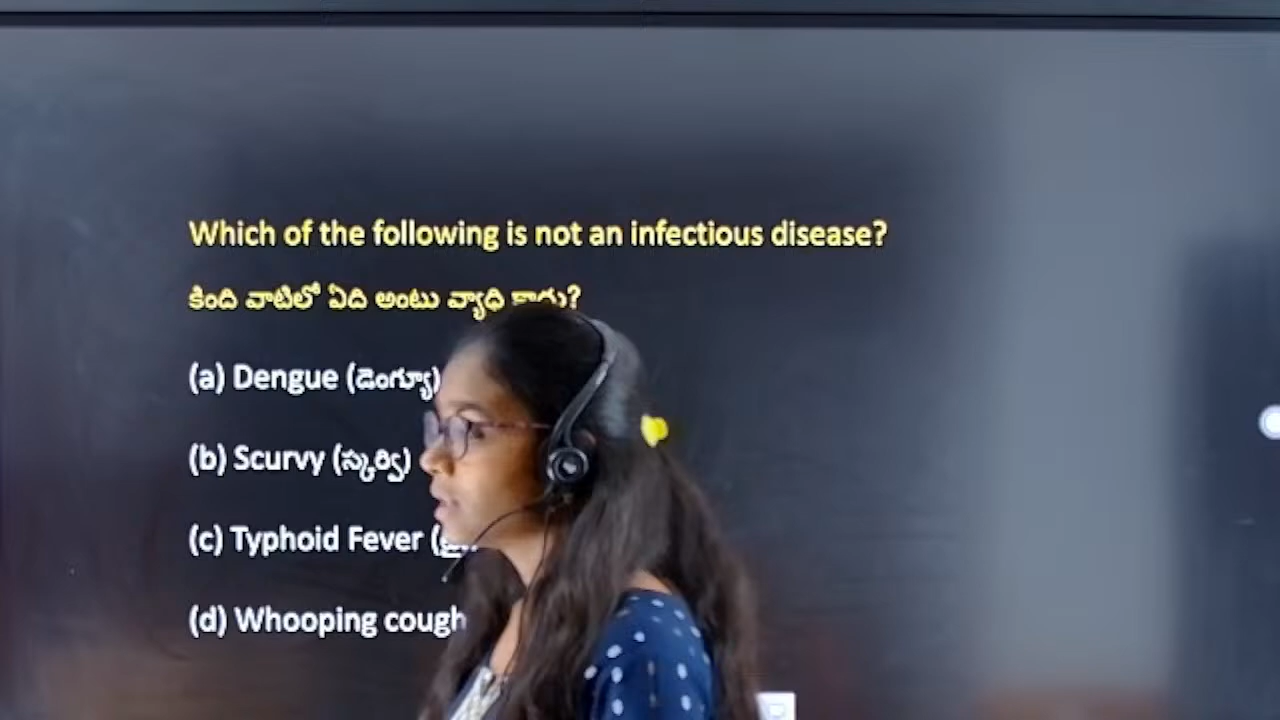 Which of the following is not an infectious disease?
కింది వాటిలో ఏది అంటు వ్యాధి కాదు?
(a) Dengue (డెంగ్యూ)
(b) Scurvy (స్కర్వి)
(c) Typhoid Fever
(d) Whooping cough